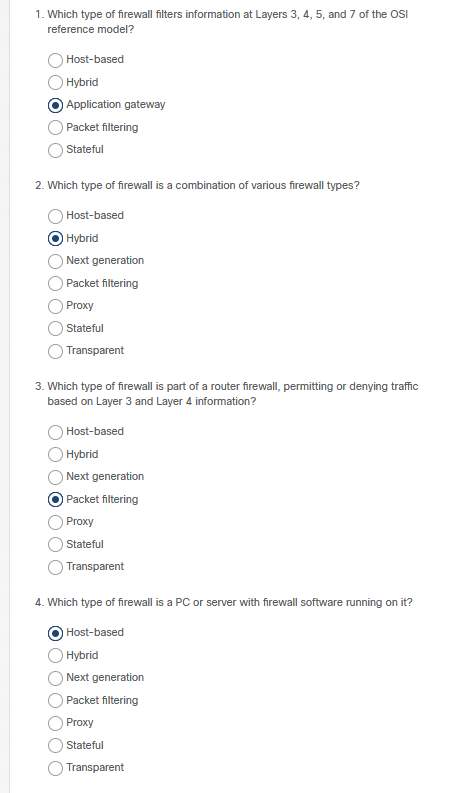 1. Which type of firewall filters information at Layers 3, 4, 5, and 7 of the OSI
reference model?
Host-based
Hybrid
Application gateway
Packet filtering
Stateful
2. Which type of firewall is a combination of various firewall types?
Host-based
Hybrid
Next generation
Packet filtering
Proxy
Stateful
Transparent
3. Which type of firewall is part of a router firewall, permitting or denying traffic
based on Layer 3 and Layer 4 information?
Host-based
Hybrid
Next generation
Packet filtering
Proxy
Stateful
Transparent
4. Which type of firewall is a PC or server with firewall software running on it?
Host-based
Hybrid
Next generation
Packet filtering
Proxy
Stateful
Transparent